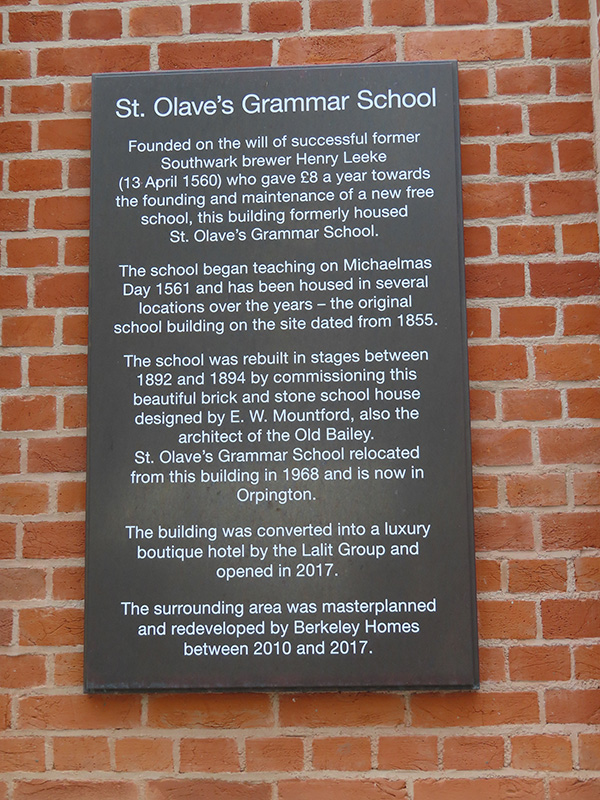 St. Olave's Grammar School
Founded on the will of successful former
Southwark brewer Henry Leeke
(13 April 1560) who gave £8 a year towards
the founding and maintenance of a new free
school, this building formerly housed
St. Olave's Grammar School.
The school began teaching on Michaelmas
Day 1561 and has been housed in several
locations over the years – the original
school building on the site dated from 1855.
The school was rebuilt in stages between
1892 and 1894 by commissioning this
beautiful brick and stone school house
designed by E. W. Mountford, also the
architect of the Old Bailey.
St. Olave's Grammar School relocated
from this building in 1968 and is now in
Orpington.
The building was converted into a luxury
boutique hotel by the Lalit Group and
opened in 2017.
The surrounding area was masterplanned
and redeveloped by Berkeley Homes
between 2010 and 2017.